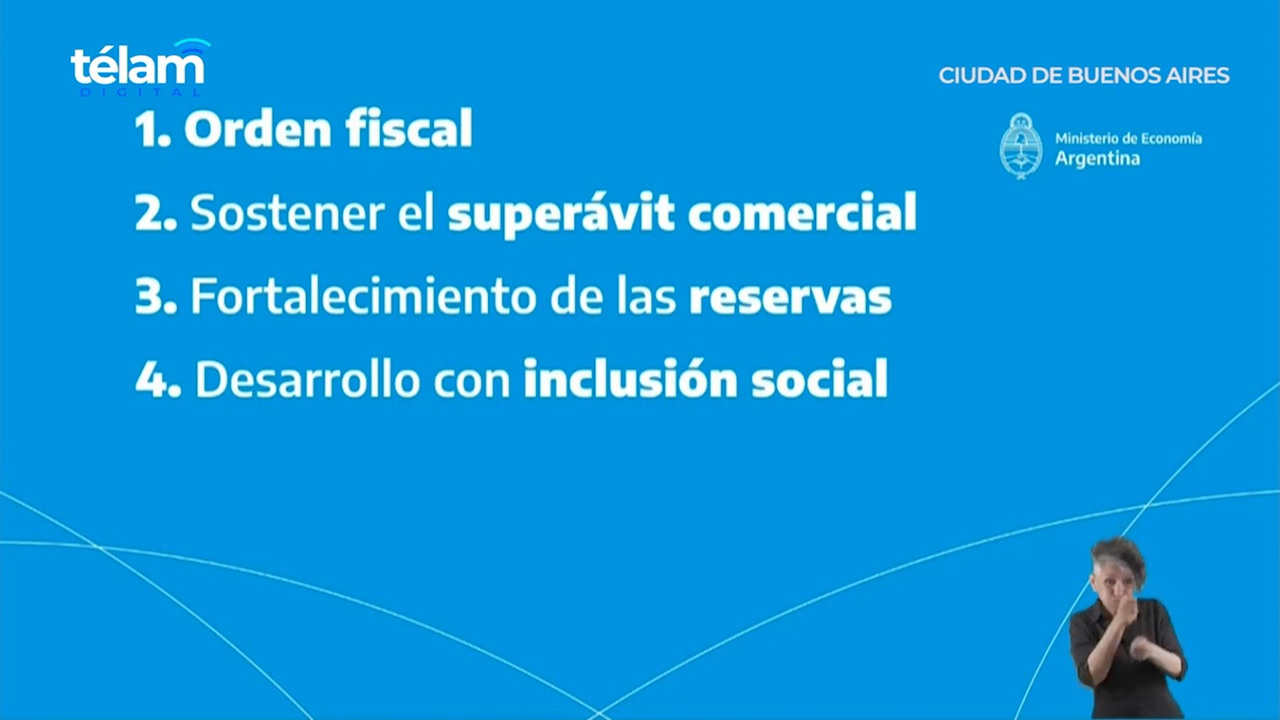 télam
DIGITAL
CIUDAD DE BUENOS AIRES
1. Orden fiscal
Ministerio de Economía
Argentina
2. Sostener el superávit comercial
3. Fortalecimiento de las reservas
4. Desarrollo con inclusión social